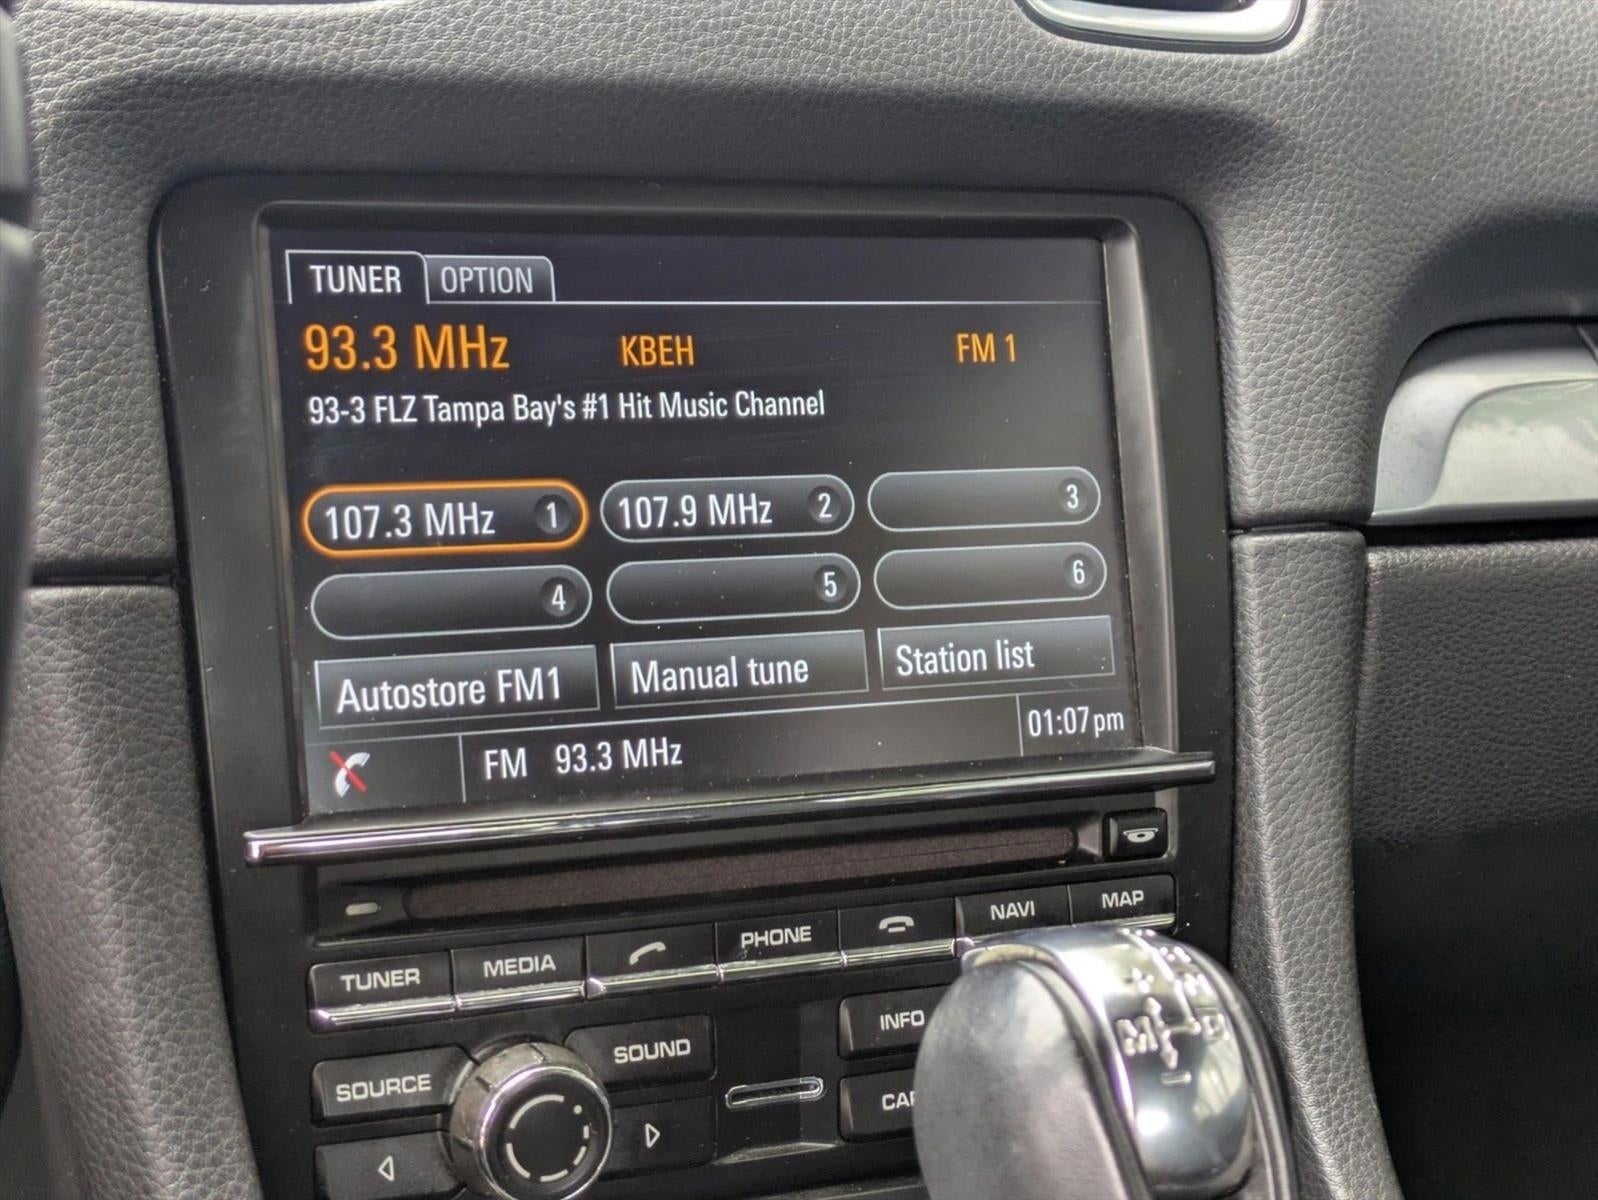 TUNER OPTION
93.3 MHz KBEH FM 1
93-3 FLZ Tampa Bay's #1 Hit Music Channel
107.3 MHz 1 107.9 MHz 2 3
4 5 6
Autostore FM1 Manual tune Station list
FM 93.3 MHz 01:07pm
TUNER MEDIA PHONE NAVI MAP
SOURCE SOUND INFO
+
M
-